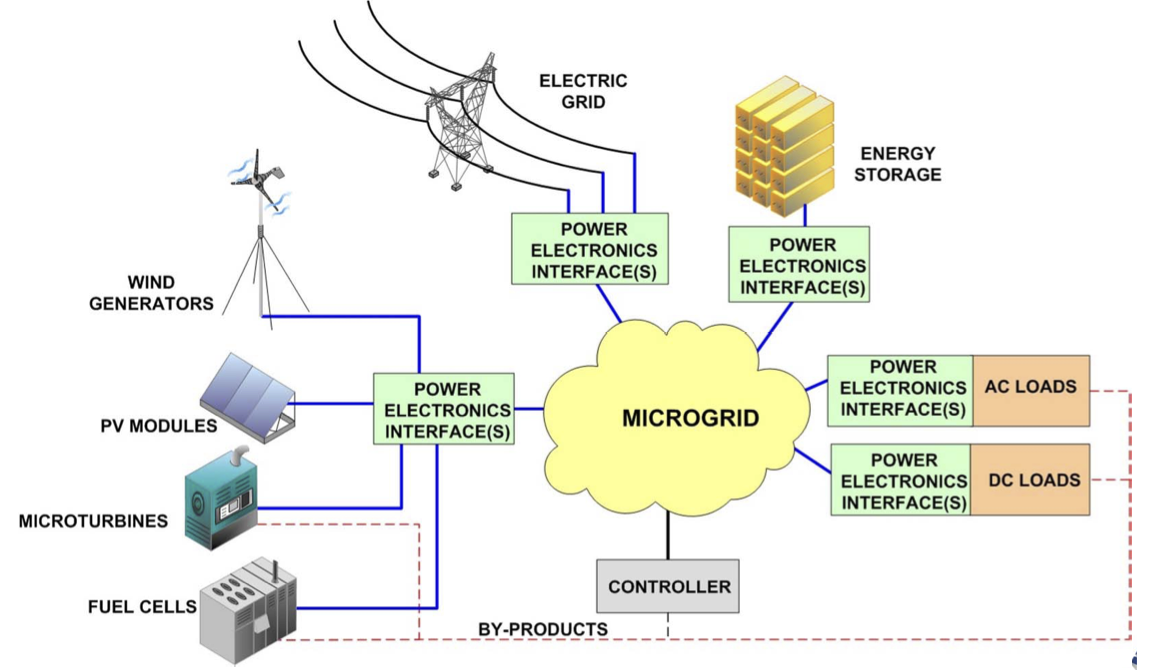 ELECTRIC
GRID
ENERGY
STORAGE
POWER
ELECTRONICS
INTERFACE(S)
POWER
ELECTRONICS
INTERFACE(S)
WIND
GENERATORS
PV MODULES
POWER
ELECTRONICS
INTERFACE(S)
MICROGRID
POWER
ELECTRONICS
INTERFACE(S)
AC LOADS
POWER
ELECTRONICS
INTERFACE(S)
DC LOADS
MICROTURBINES
FUEL CELLS
CONTROLLER
BY-PRODUCTS